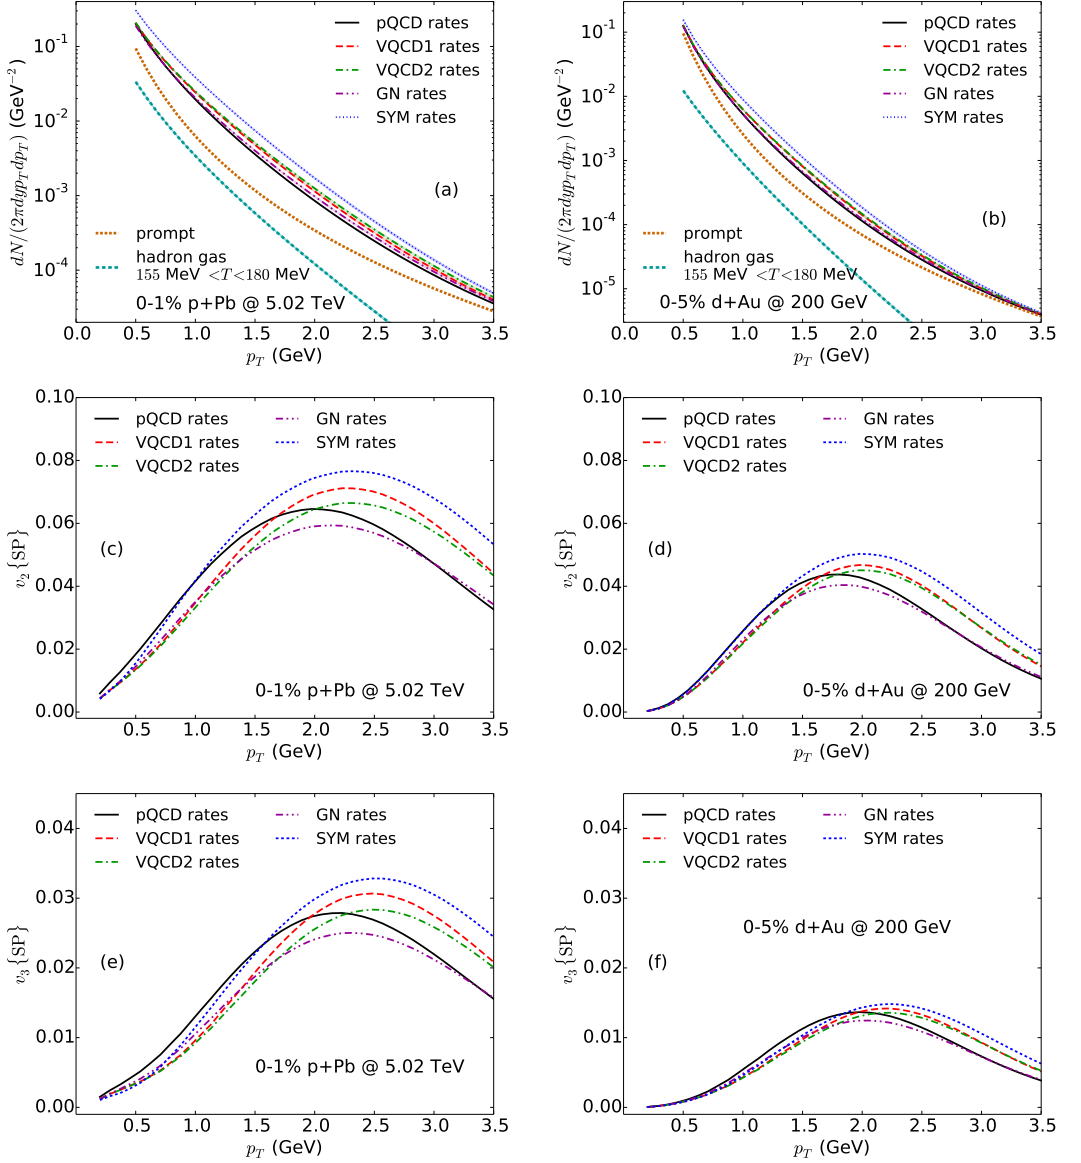 dN/(2πdyp_T dp_T) (GeV⁻²)
10⁻¹
10⁻²
10⁻³
10⁻⁴
pQCD rates
VQCD1 rates
VQCD2 rates
GN rates
SYM rates
(a)
prompt
hadron gas
155 MeV <T<180 MeV
0-1% p+Pb @ 5.02 TeV
0.0 0.5 1.0 1.5 2.0 2.5 3.0 3.5
p_T (GeV)
dN/(2πdyp_T dp_T) (GeV⁻²)
10⁻¹
10⁻²
10⁻³
10⁻⁴
10⁻⁵
pQCD rates
VQCD1 rates
VQCD2 rates
GN rates
SYM rates
(b)
prompt
hadron gas
155 MeV <T<180 MeV
0-5% d+Au @ 200 GeV
0.0 0.5 1.0 1.5 2.0 2.5 3.0 3.5
p_T (GeV)
v₂{SP}
0.10
0.08
0.06
0.04
0.02
0.00
pQCD rates
VQCD1 rates
VQCD2 rates
GN rates
SYM rates
(c)
0-1% p+Pb @ 5.02 TeV
0.0 0.5 1.0 1.5 2.0 2.5 3.0 3.5
p_T (GeV)
v₂{SP}
0.10
0.08
0.06
0.04
0.02
0.00
pQCD rates
VQCD1 rates
VQCD2 rates
GN rates
SYM rates
(d)
0-5% d+Au @ 200 GeV
0.0 0.5 1.0 1.5 2.0 2.5 3.0 3.5
p_T (GeV)
v₃{SP}
0.04
0.03
0.02
0.01
0.00
pQCD rates
VQCD1 rates
VQCD2 rates
GN rates
SYM rates
(e)
0-1% p+Pb @ 5.02 TeV
0.0 0.5 1.0 1.5 2.0 2.5 3.0 3.5
p_T (GeV)
v₃{SP}
0.04
0.03
0.02
0.01
0.00
pQCD rates
VQCD1 rates
VQCD2 rates
GN rates
SYM rates
0-5% d+Au @ 200 GeV
(f)
0.0 0.5 1.0 1.5 2.0 2.5 3.0 3.5
p_T (GeV)